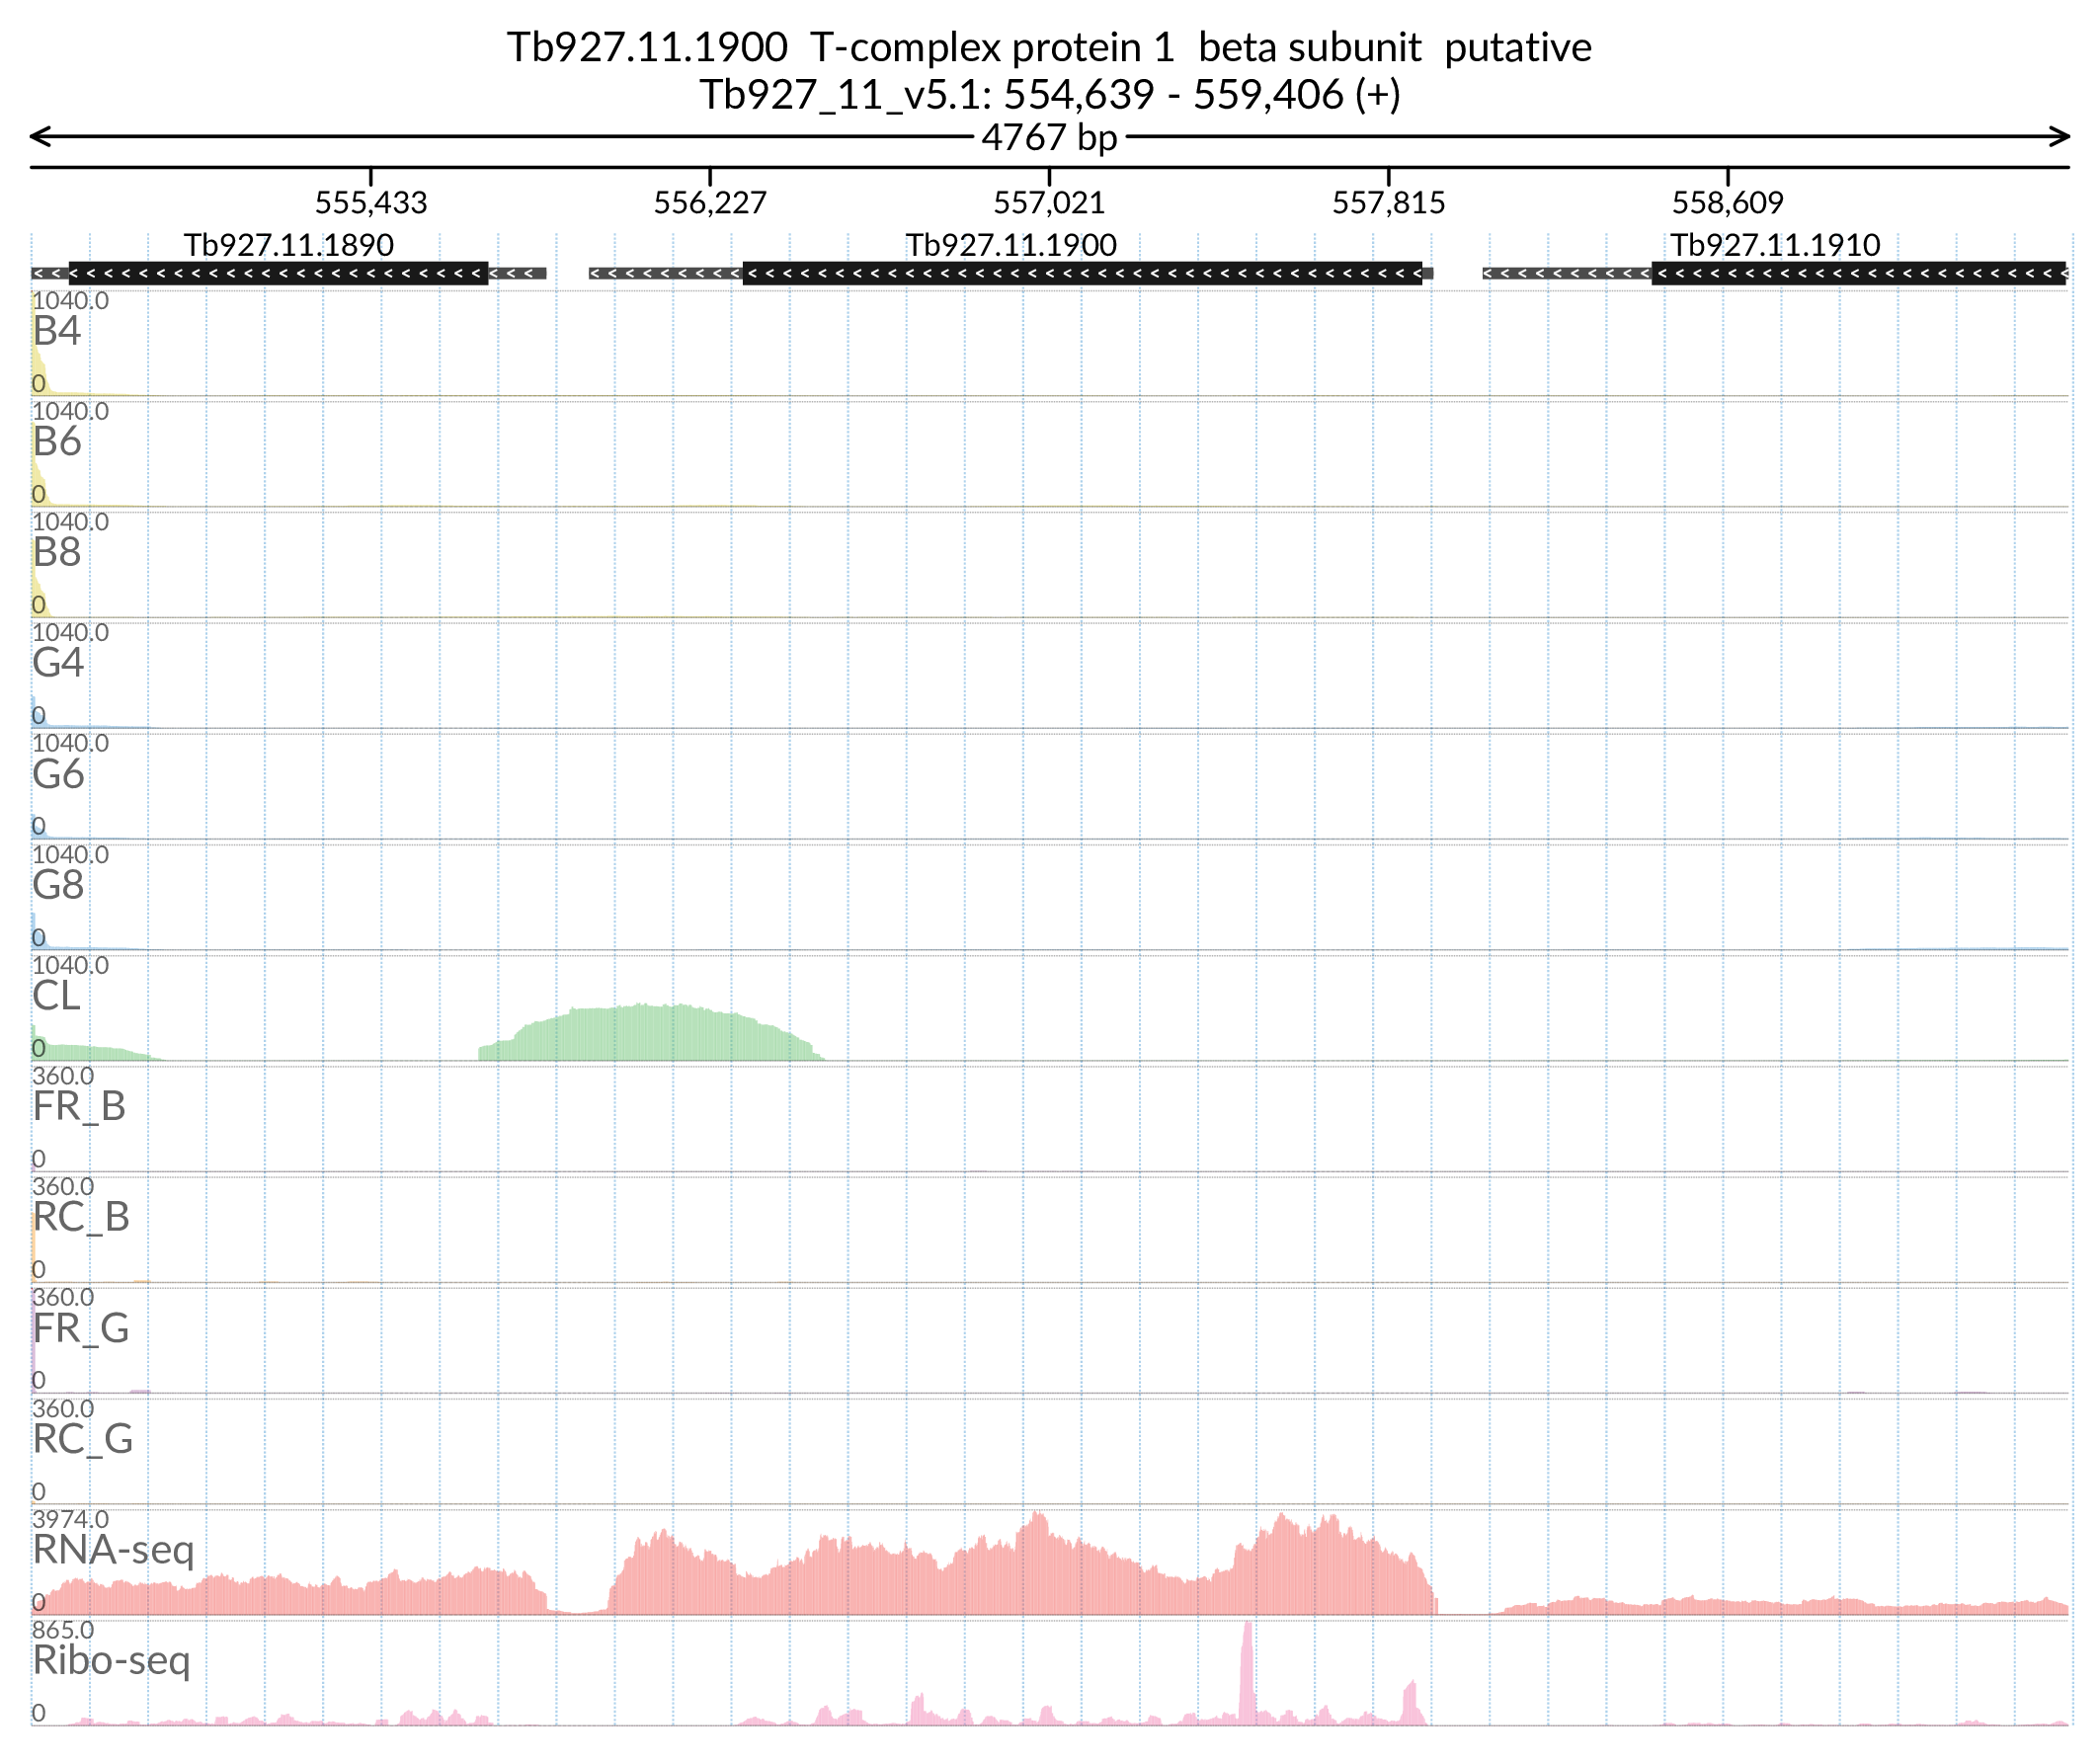 Tb927.11.1900 T-complex protein 1 beta subunit putative
Tb927_11_v5.1: 554,639 - 559,406 (+)
4767 bp
555,433 556,227 557,021 557,815 558,609
Tb927.11.1890 Tb927.11.1900 Tb927.11.1910
1040.0
B4
0
1040.0
B6
0
1040.0
B8
0
1040.0
G4
0
1040.0
G6
0
1040.0
G8
0
1040.0
CL
0
360.0
FR_B
0
360.0
RC_B
0
360.0
FR_G
0
360.0
RC_G
0
3974.0
RNA-seq
0
865.0
Ribo-seq
0